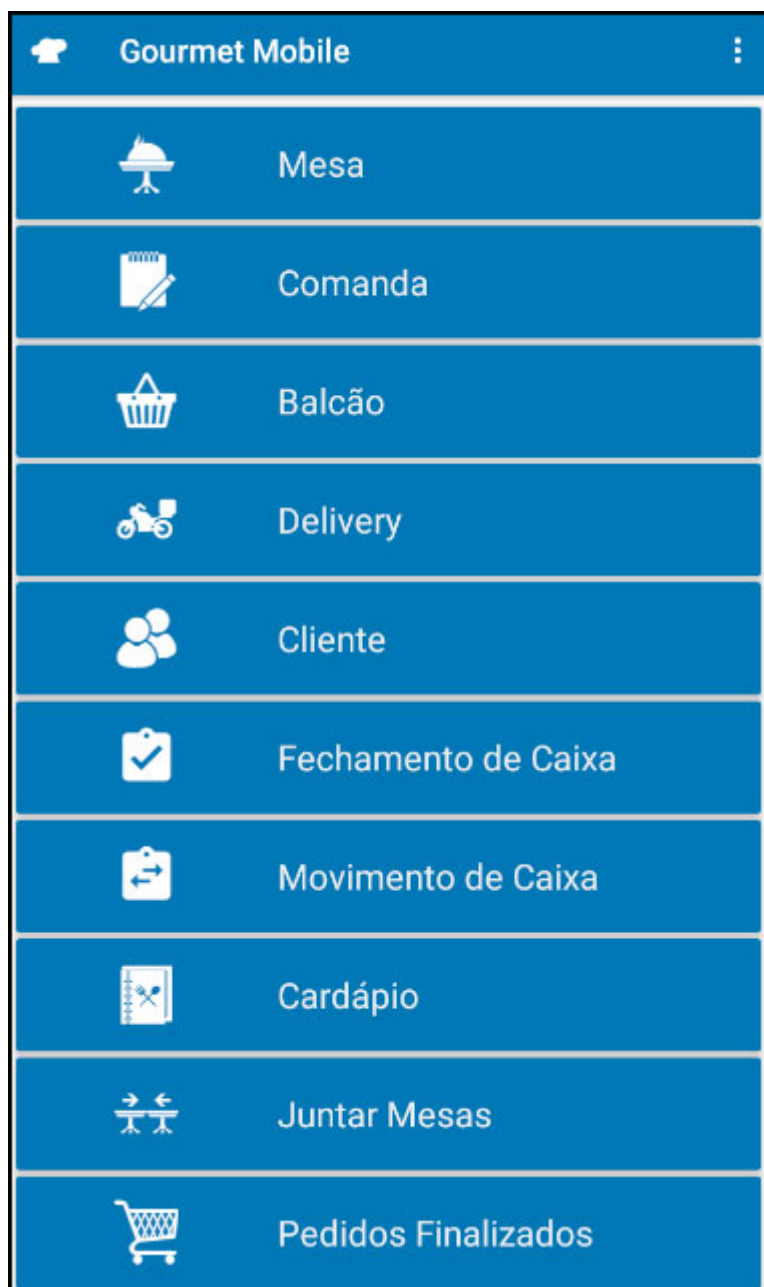 Gourmet Mobile
Mesa
Comanda
Balcão
Delivery
Cliente
Fechamento de Caixa
Movimento de Caixa
Cardápio
Juntar Mesas
Pedidos Finalizados